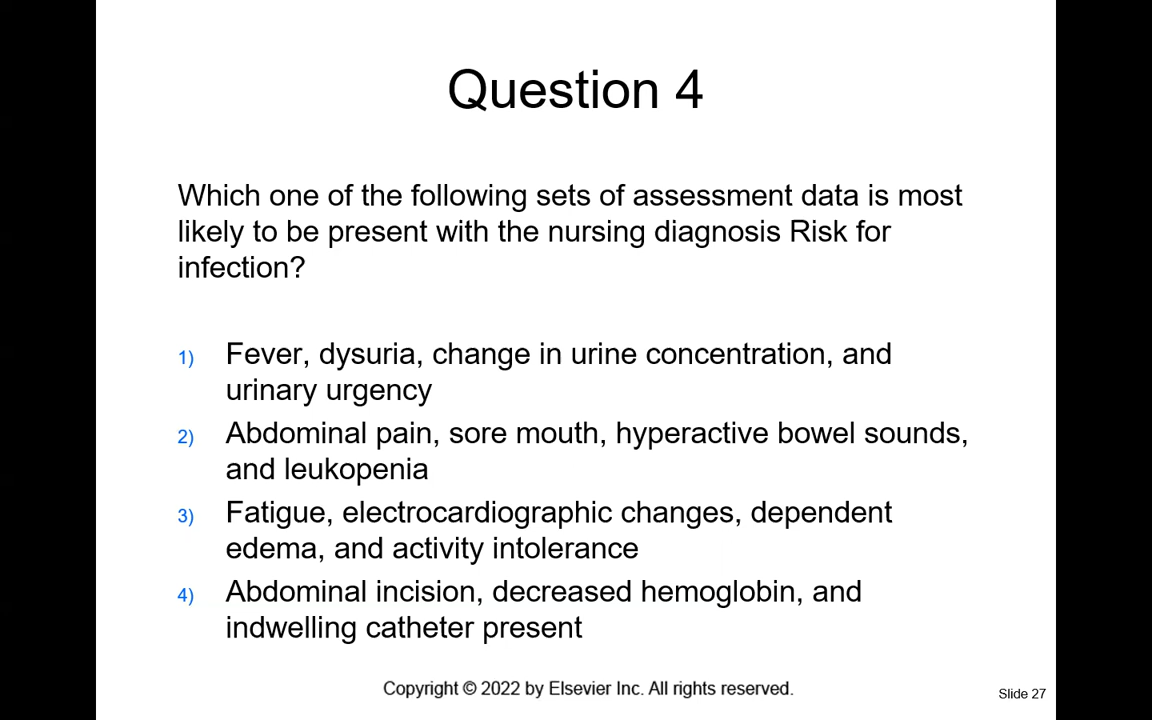 Question 4
Which one of the following sets of assessment data is most
likely to be present with the nursing diagnosis Risk for
infection?
1) Fever, dysuria, change in urine concentration, and
urinary urgency
2) Abdominal pain, sore mouth, hyperactive bowel sounds,
and leukopenia
3) Fatigue, electrocardiographic changes, dependent
edema, and activity intolerance
4) Abdominal incision, decreased hemoglobin, and
indwelling catheter present
Copyright © 2022 by Elsevier Inc. All rights reserved.
Slide 27